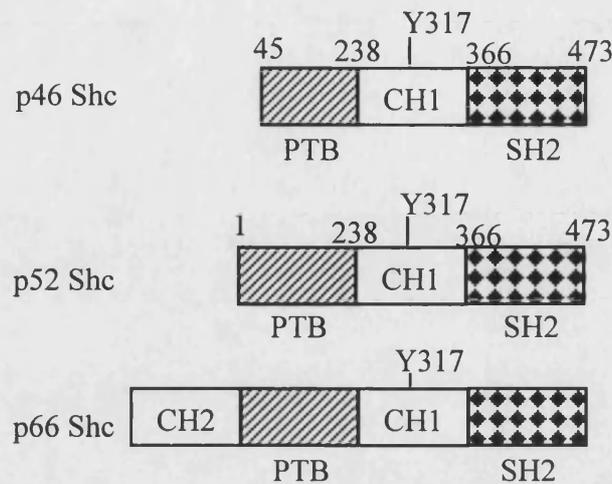 Y317
45 238 366 473
p46 Shc
CH1
PTB SH2
Y317
1 238 366 473
p52 Shc
CH1
PTB SH2
Y317
p66 Shc
CH2 CH1
PTB SH2